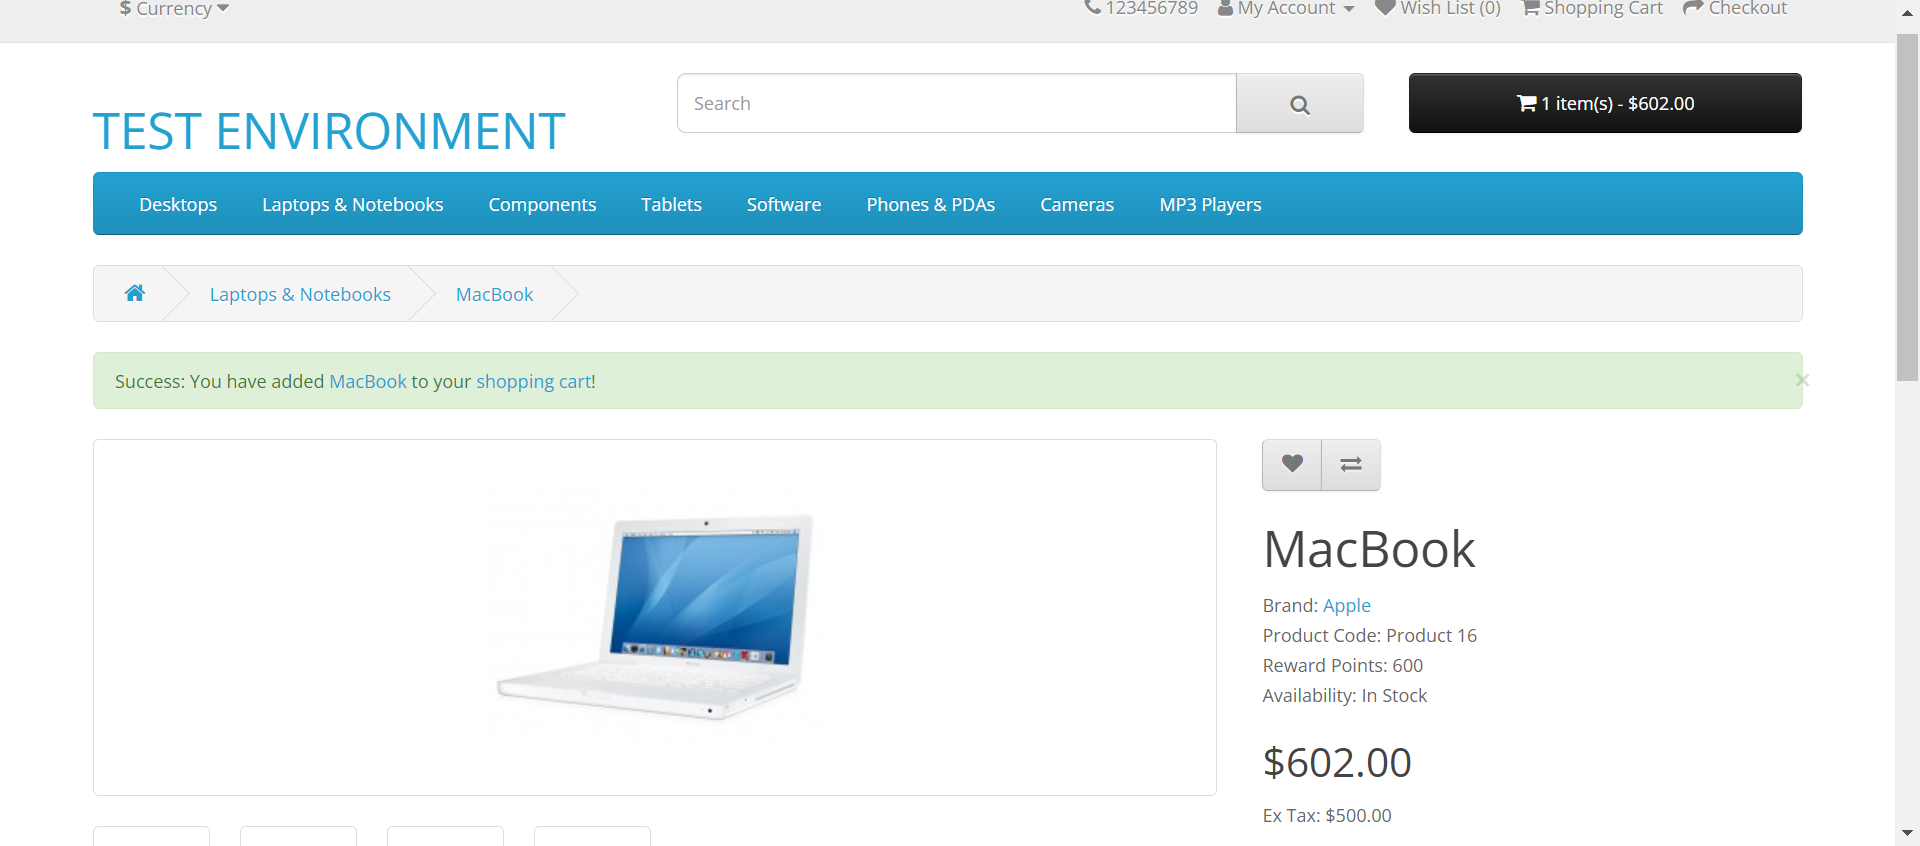 $ Currency
123456789 My Account Wish List (0) Shopping Cart Checkout
TEST ENVIRONMENT
Search
1 item(s) - $602.00
Desktops Laptops & Notebooks Components Tablets Software Phones & PDAs Cameras MP3 Players
Laptops & Notebooks MacBook
Success: You have added MacBook to your shopping cart!
×
MacBook
Brand: Apple
Product Code: Product 16
Reward Points: 600
Availability: In Stock
$602.00
Ex Tax: $500.00